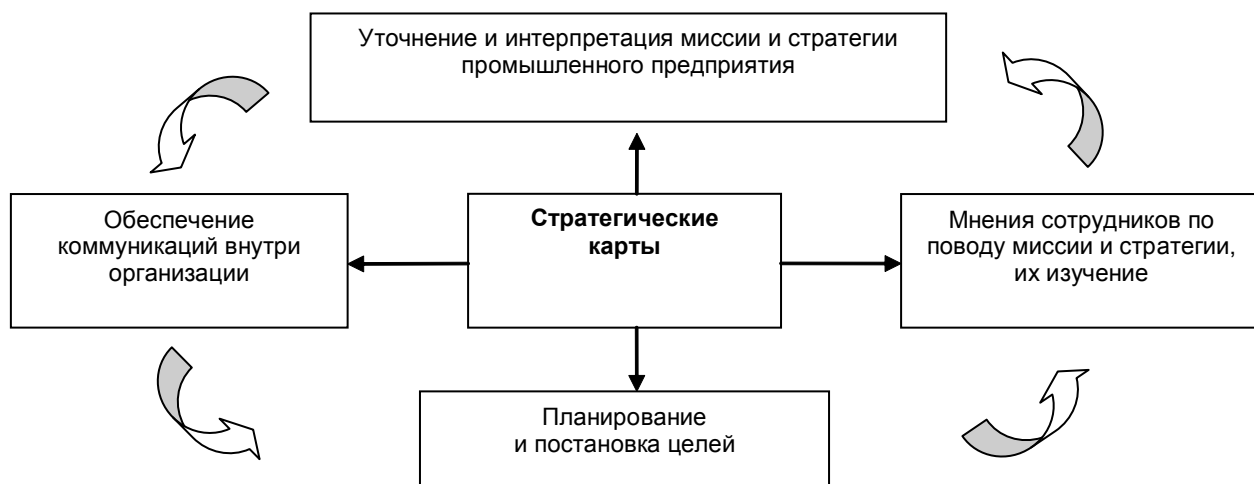 Уточнение и интерпретация миссии и стратегии
промышленного предприятия
Обеспечение
коммуникаций внутри
организации
Стратегические
карты
Мнения сотрудников по
поводу миссии и стратегии,
их изучение
Планирование
и постановка целей